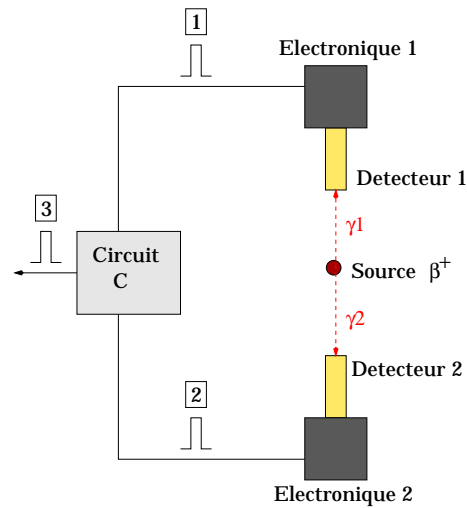 1
Electronique 1
Detecteur 1
3
γ1
Circuit
C
Source β+
γ2
Detecteur 2
2
Electronique 2